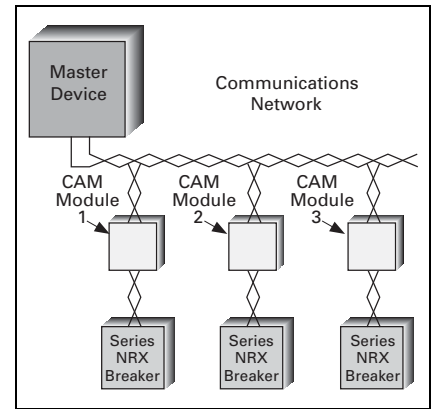 Master
Device
Communications
Network
CAM
Module
1
CAM
Module
2
CAM
Module
3
Series
NRX
Breaker
Series
NRX
Breaker
Series
NRX
Breaker